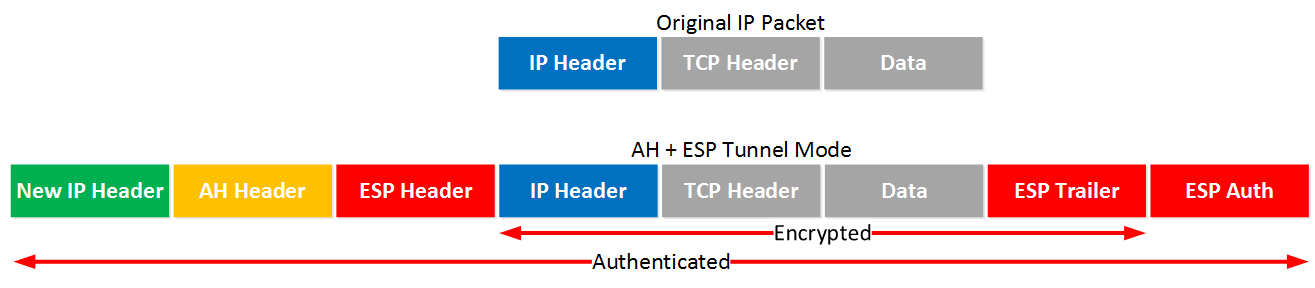 Original IP Packet
IP Header TCP Header Data
AH + ESP Tunnel Mode
New IP Header AH Header ESP Header IP Header TCP Header Data ESP Trailer ESP Auth
Encrypted
Authenticated